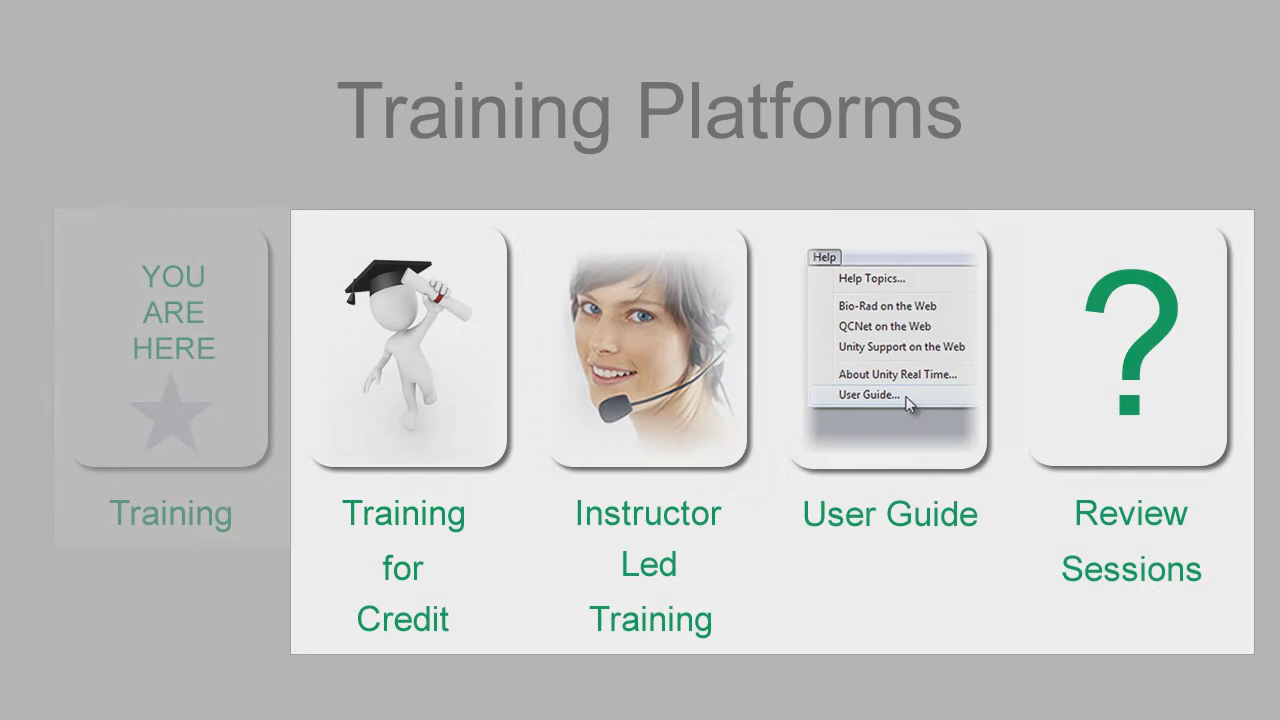 Training Platforms
YOU
ARE
HERE
Training
Training
for
Credit
Instructor
Led
Training
Help
Help Topics...
Bio-Rad on the Web
QCNet on the Web
Unity Support on the Web
About Unity Real Time...
User Guide...
User Guide
?
Review
Sessions